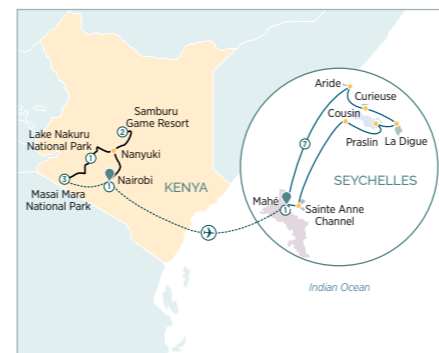 Samburu
Game Resort
2
Lake Nakuru
National Park
1
Nanyuki
3
Masai Mara
National Park
Nairobi
1
KENYA
Aride
Curieuse
Cousin
7
Praslin
La Digue
SEYCHELLES
Mahé
1
Sainte Anne
Channel
Indian Ocean